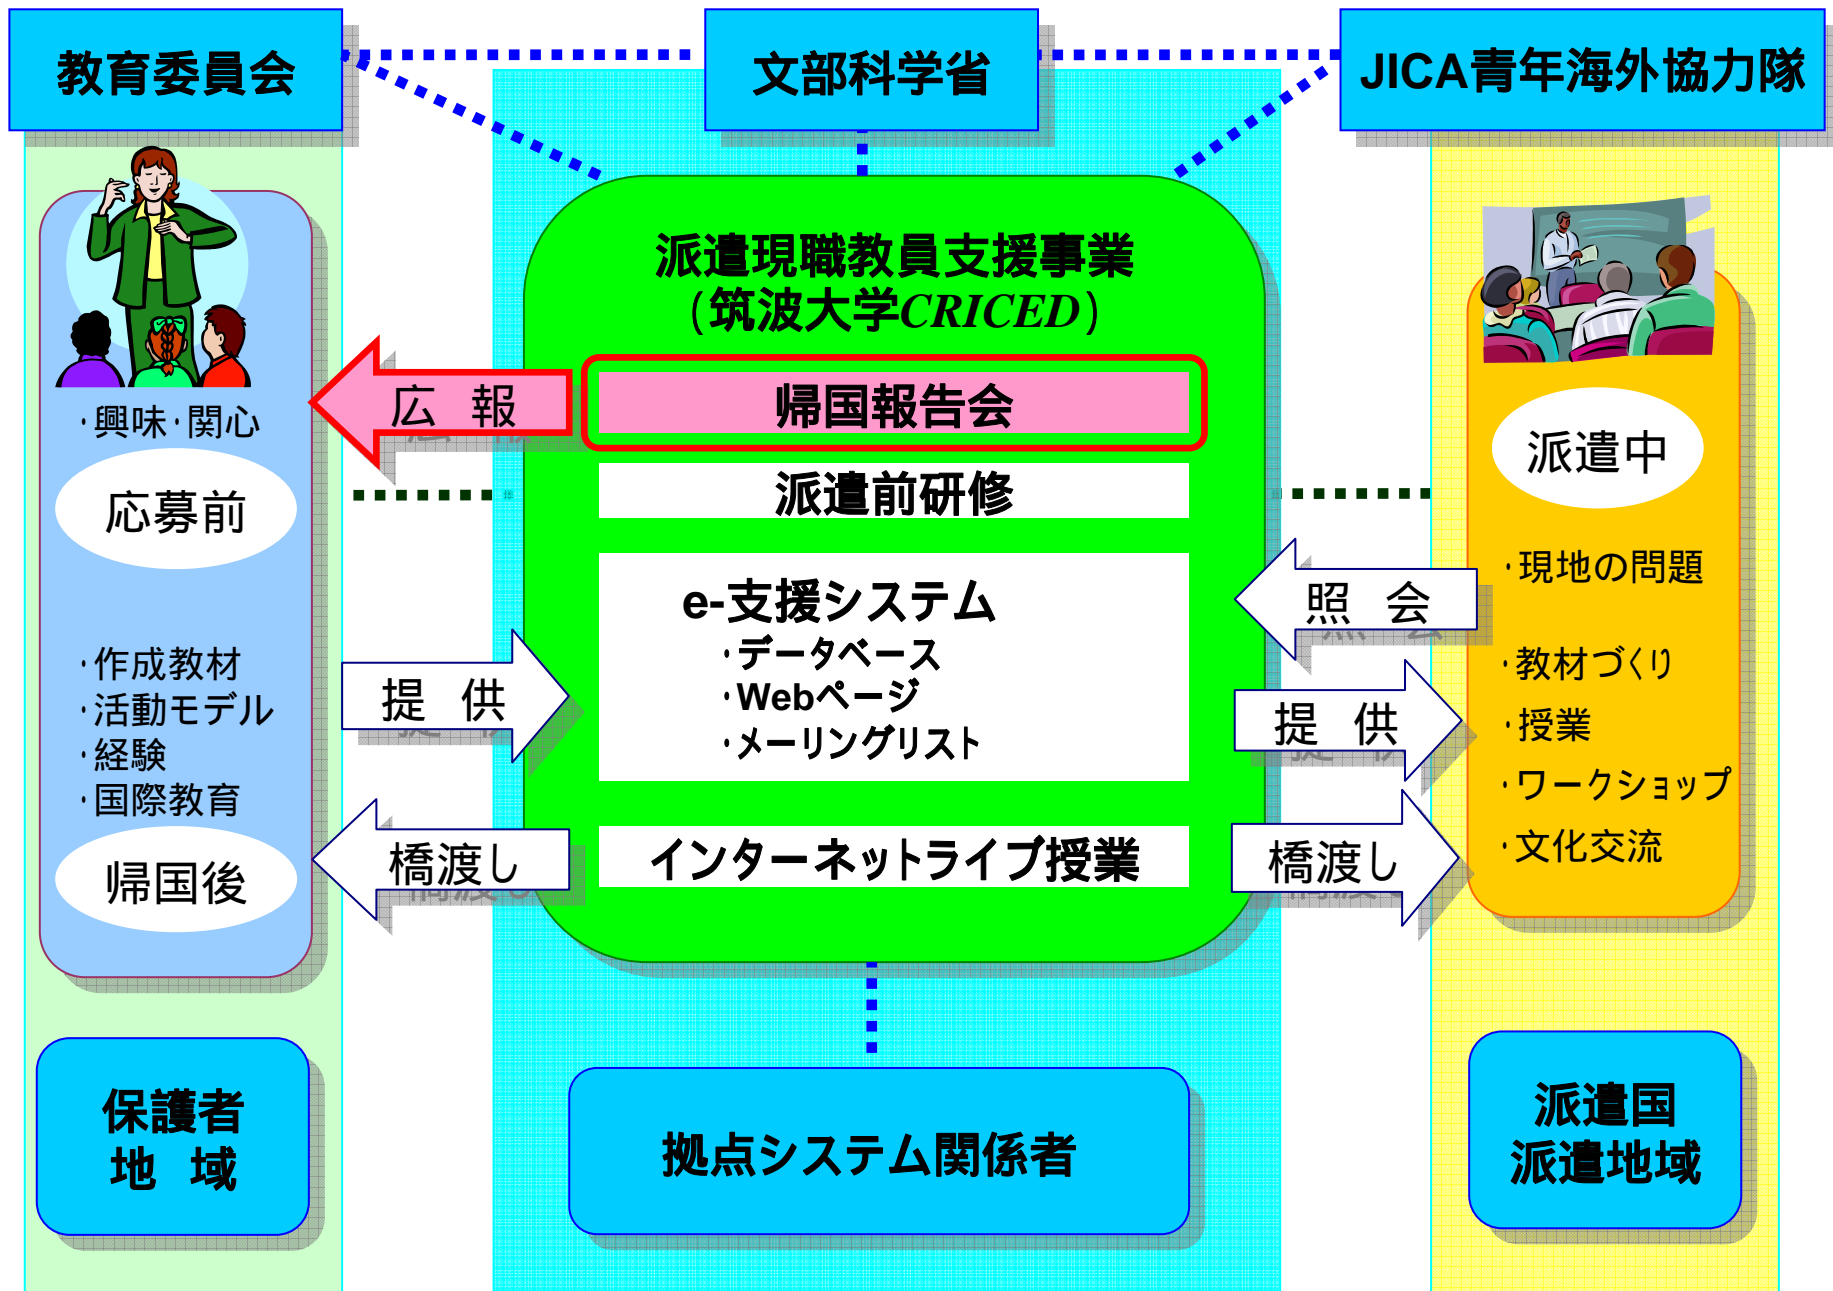 教育委員会
文部科学省
JICA青年海外協力隊
・興味・関心
応募前
・作成教材
・活動モデル
・経験
・国際教育
帰国後
保護者
地 域
広 報
提 供
橋渡し
派遣現職教員支援事業
(筑波大学CRICED)
帰国報告会
派遣前研修
e-支援システム
・データベース
・Webページ
・メーリングリスト
インターネットライブ授業
拠点システム関係者
照 会
提 供
橋渡し
派遣中
・現地の問題
・教材づくり
・授業
・ワークショップ
・文化交流
派遣国
派遣地域